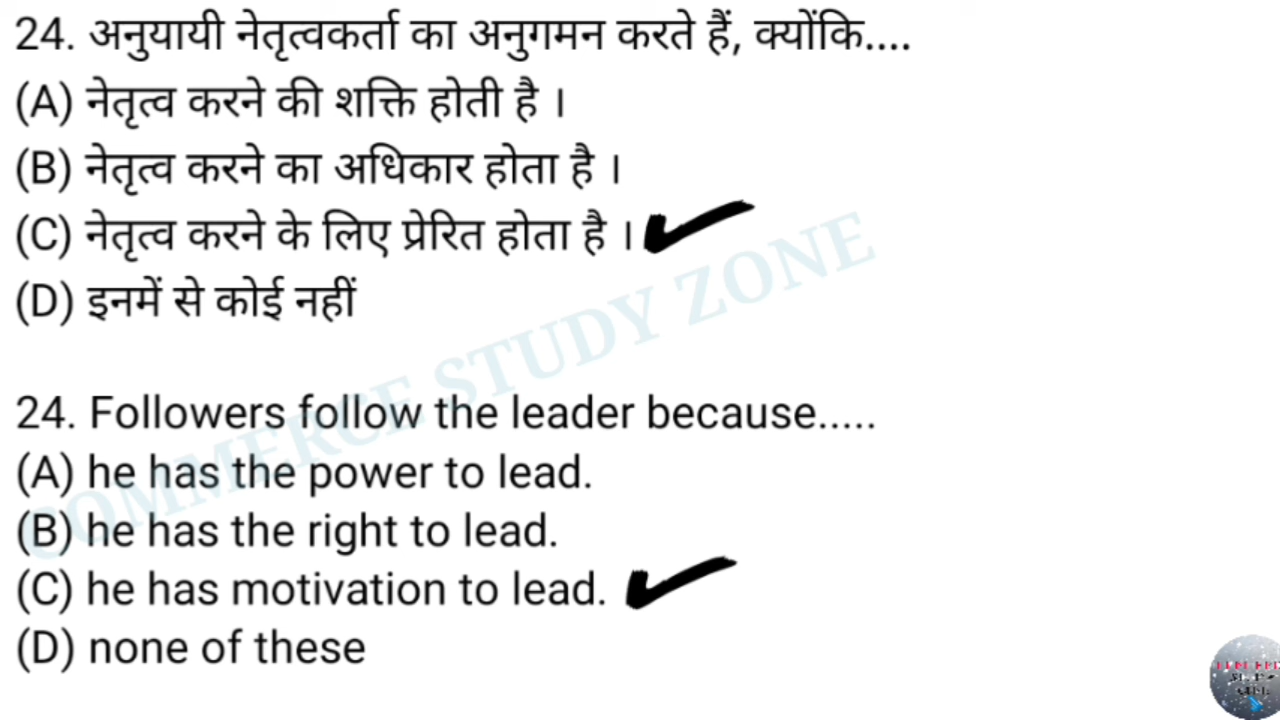 24. अनुयायी नेतृत्वकर्ता का अनुगमन करते हैं, क्योंकि....
(A) नेतृत्व करने की शक्ति होती है ।
(B) नेतृत्व करने का अधिकार होता है ।
(C) नेतृत्व करने के लिए प्रेरित होता है ।
(D) इनमें से कोई नहीं
COMMERCE STUDY ZONE
24. Followers follow the leader because.....
(A) he has the power to lead.
(B) he has the right to lead.
(C) he has motivation to lead.
(D) none of these